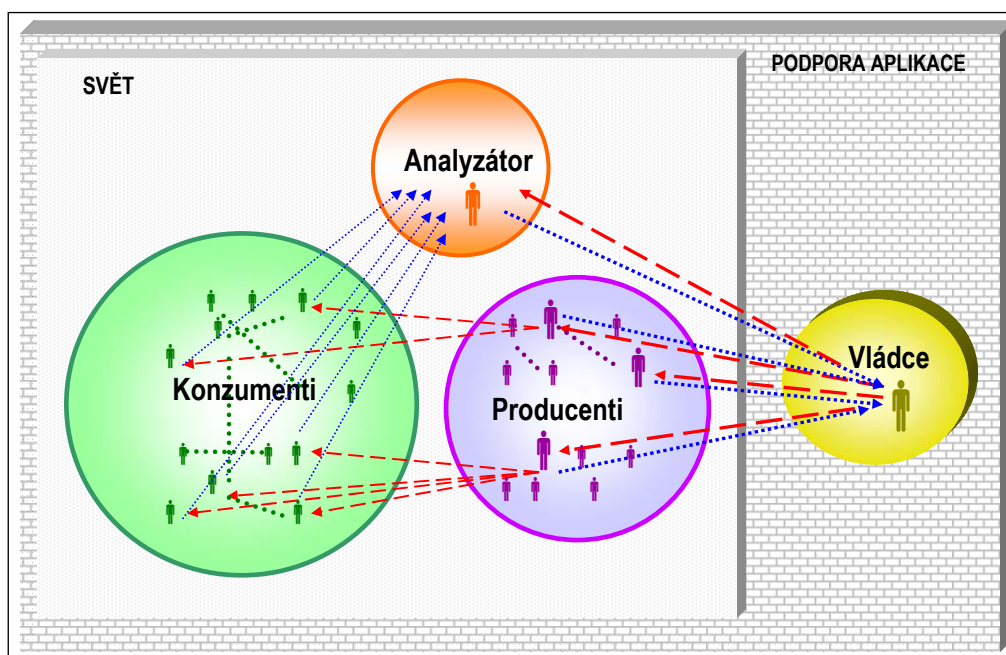 PODPORA APLIKACE
SVĚT
Analyzátor
Vládce
Konzumenti
Producenti